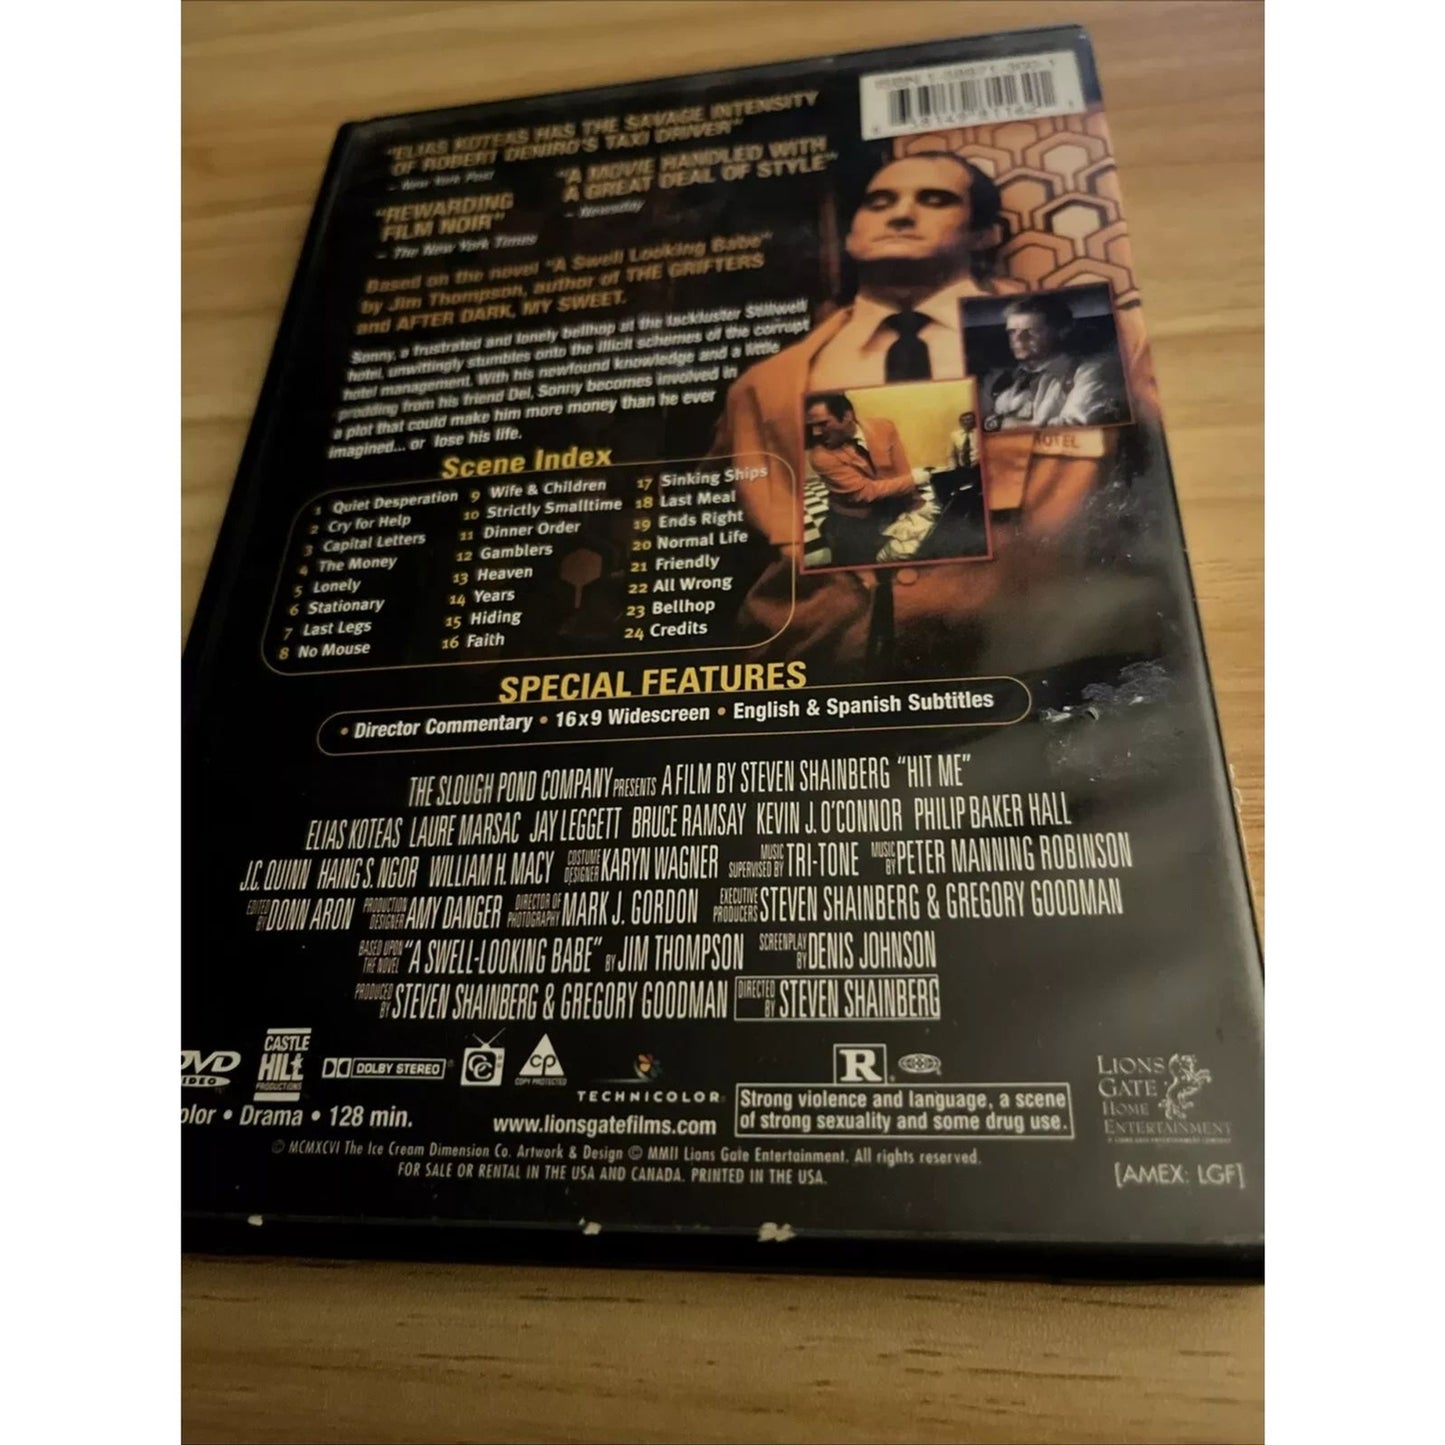 "ELIAS KOTEAS HAS THE SAVAGE INTENSITY
OF ROBERT DENIRO'S TAXI DRIVER"
- New York Post
"REWARDING
FILM NOIR"
- The New York Times
"A MOVIE HANDLED WITH
A GREAT DEAL OF STYLE"
- Newsday
Based on the novel "A Swell Looking Babe"
by Jim Thompson, author of THE GRIFTERS
and AFTER DARK, MY SWEET.
Sonny, a frustrated and lonely bellhop at the lackluster Stillwell
hotel, unwittingly stumbles onto the illicit schemes of the corrupt
hotel management. With his newfound knowledge and a little
prodding from his friend Del, Sonny becomes involved in
a plot that could make him more money than he ever
imagined... or lose his life.
HOTEL
Scene Index
1 Quiet Desperation
2 Cry for Help
3 Capital Letters
4 The Money
5 Lonely
6 Stationary
7 Last Legs
8 No Mouse
9 Wife & Children
10 Strictly Smalltime
11 Dinner Order
12 Gamblers
13 Heaven
14 Years
15 Hiding
16 Faith
17 Sinking Ships
18 Last Meal
19 Ends Right
20 Normal Life
21 Friendly
22 All Wrong
23 Bellhop
24 Credits
SPECIAL FEATURES
• Director Commentary • 16x9 Widescreen • English & Spanish Subtitles
THE SLOUGH POND COMPANY PRESENTS A FILM BY STEVEN SHAINBERG "HIT ME"
ELIAS KOTEAS LAURE MARSAC JAY LEGGETT BRUCE RAMSAY KEVIN J. O'CONNOR PHILIP BAKER HALL
J.C. QUINN HAING S. NGOR WILLIAM H. MACY COSTUME DESIGNER KARYN WAGNER MUSIC SUPERVISED BY TRI-TONE MUSIC BY PETER MANNING ROBINSON
EDITED BY DONN ARON PRODUCTION DESIGNER AMY DANGER DIRECTOR OF PHOTOGRAPHY MARK J. GORDON EXECUTIVE PRODUCERS STEVEN SHAINBERG & GREGORY GOODMAN
BASED UPON THE NOVEL "A SWELL-LOOKING BABE" BY JIM THOMPSON SCREENPLAY BY DENIS JOHNSON
PRODUCED BY STEVEN SHAINBERG & GREGORY GOODMAN DIRECTED BY STEVEN SHAINBERG
DVD
VIDEO
CASTLE
HILL
PRODUCTIONS
DOLBY STEREO
CC
CP
COPY PROTECTED
TECHNICOLOR
R
Strong violence and language, a scene
of strong sexuality and some drug use.
LIONS
GATE
HOME
ENTERTAINMENT
A LIONS GATE ENTERTAINMENT COMPANY
olor • Drama • 128 min.
www.lionsgatefilms.com
© MCMXCVI The Ice Cream Dimension Co. Artwork & Design © MMII Lions Gate Entertainment. All rights reserved.
FOR SALE OR RENTAL IN THE USA AND CANADA. PRINTED IN THE USA.
[AMEX: LGF]